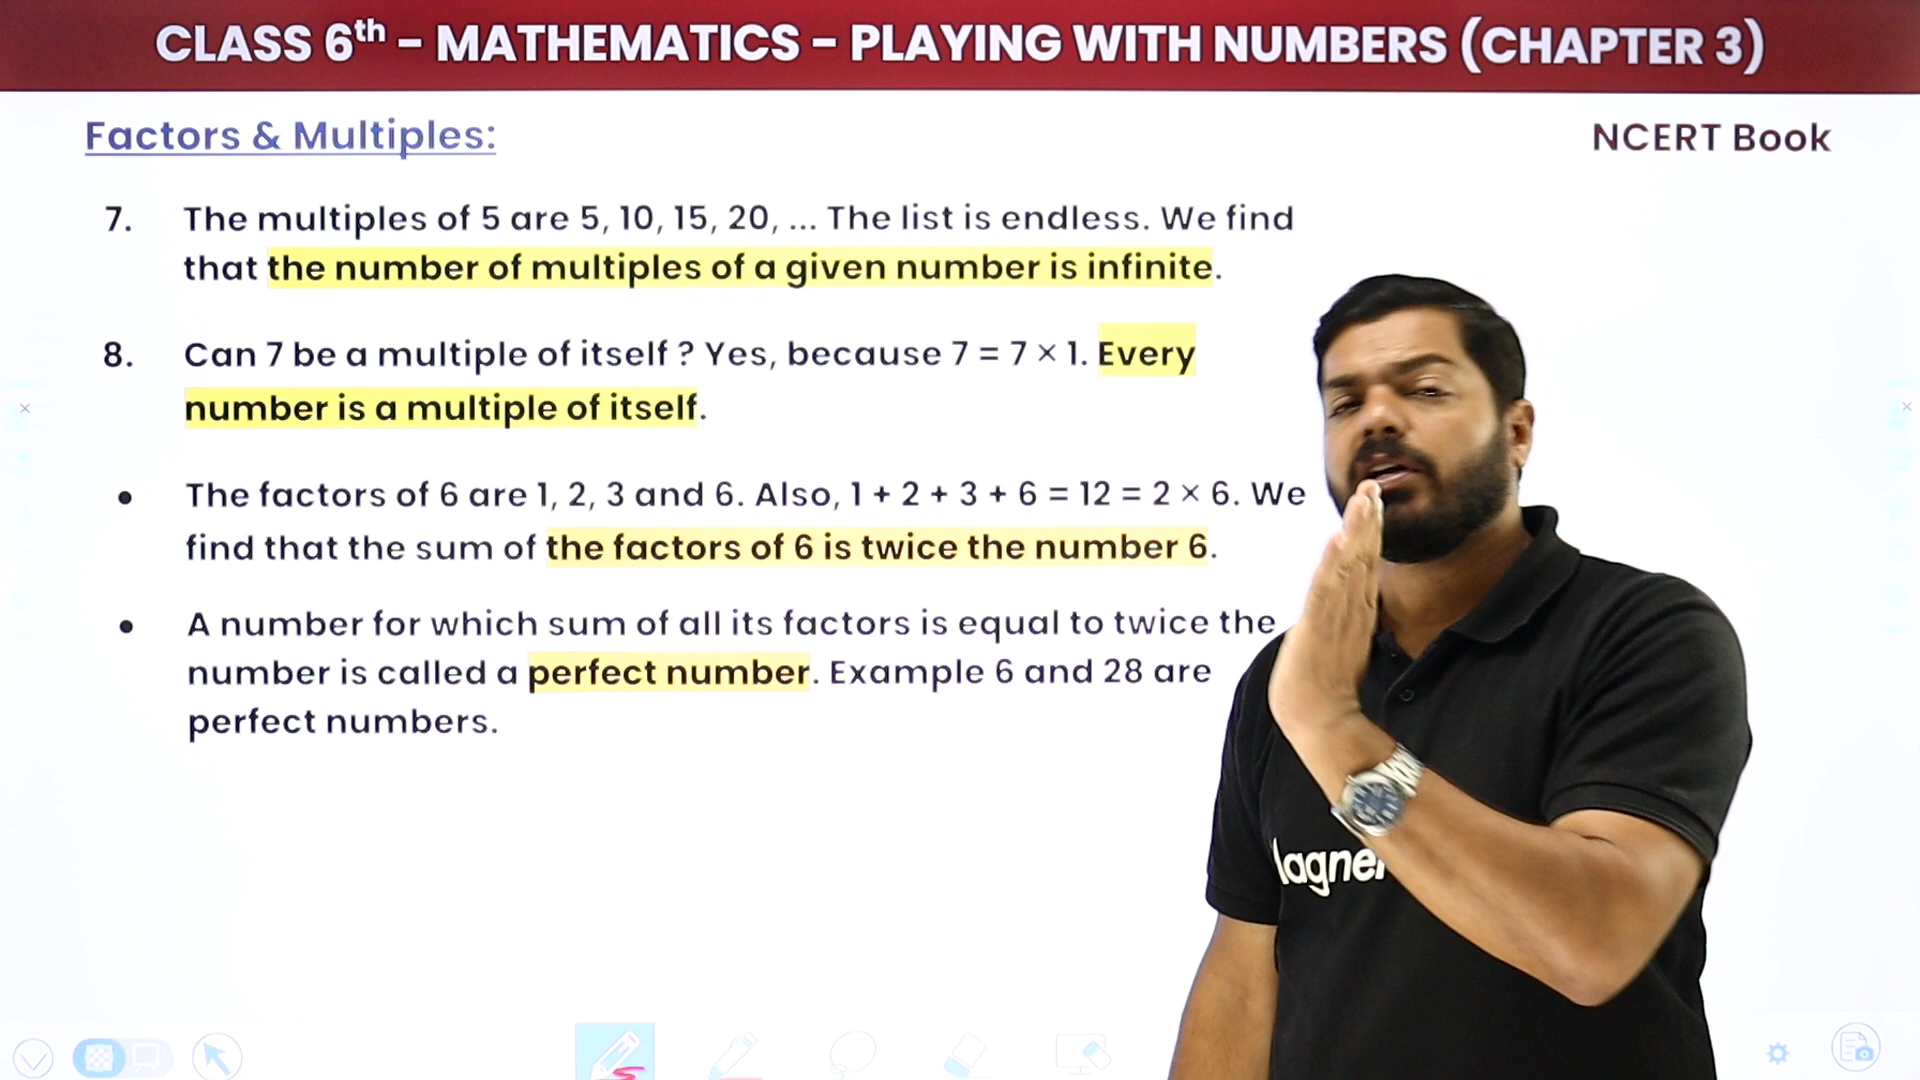 CLASS 6th - MATHEMATICS - PLAYING WITH NUMBERS (CHAPTER 3)
Factors & Multiples:
NCERT Book
7. The multiples of 5 are 5, 10, 15, 20, ... The list is endless. We find
that the number of multiples of a given number is infinite.
8. Can 7 be a multiple of itself ? Yes, because 7 = 7 × 1. Every
number is a multiple of itself.
• The factors of 6 are 1, 2, 3 and 6. Also, 1 + 2 + 3 + 6 = 12 = 2 × 6. We
find that the sum of the factors of 6 is twice the number 6.
• A number for which sum of all its factors is equal to twice the
number is called a perfect number. Example 6 and 28 are
perfect numbers.